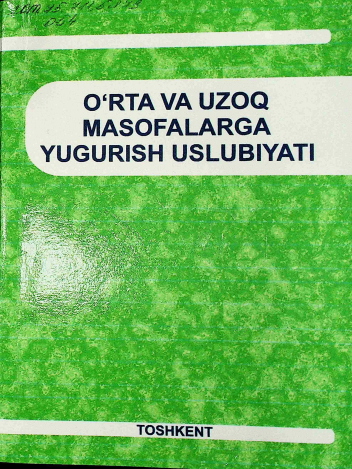 O‘RTA VA UZOQ
MASOFALARGA
YUGURISH USLUBIYATI
TOSHKENT